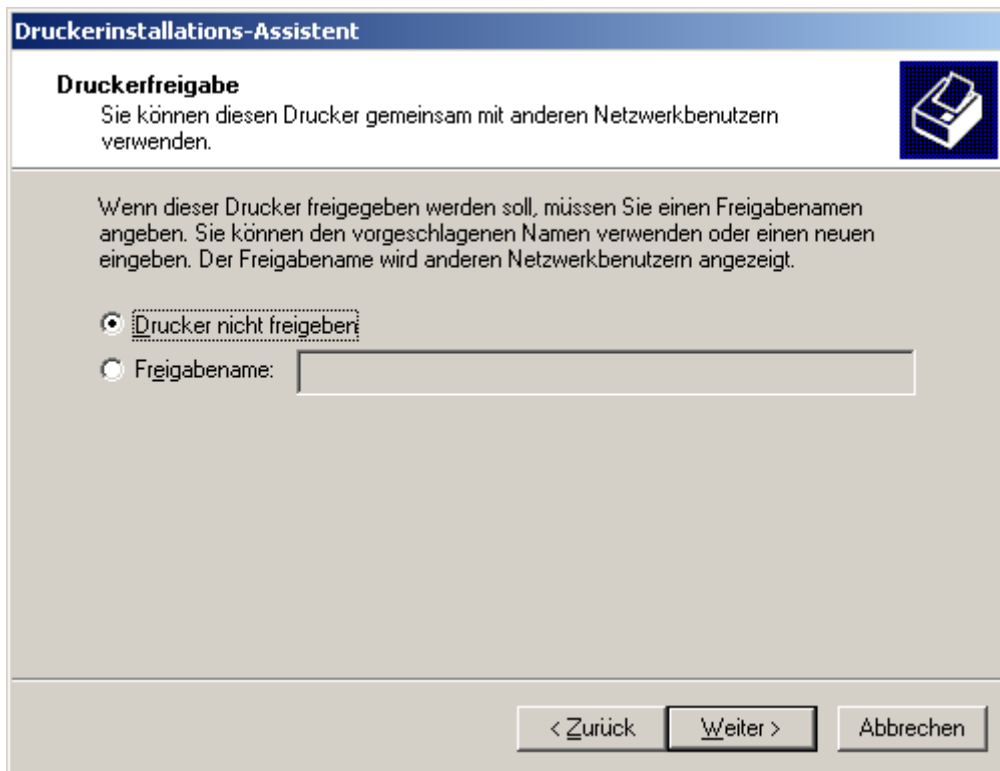 Druckerinstallations-Assistent
Druckerfreigabe
Sie können diesen Drucker gemeinsam mit anderen Netzwerkbenutzern
verwenden.
Wenn dieser Drucker freigegeben werden soll, müssen Sie einen Freigabenamen
angeben. Sie können den vorgeschlagenen Namen verwenden oder einen neuen
eingeben. Der Freigabename wird anderen Netzwerkbenutzern angezeigt.
Drucker nicht freigeben
Freigabename:
< Zurück Weiter > Abbrechen